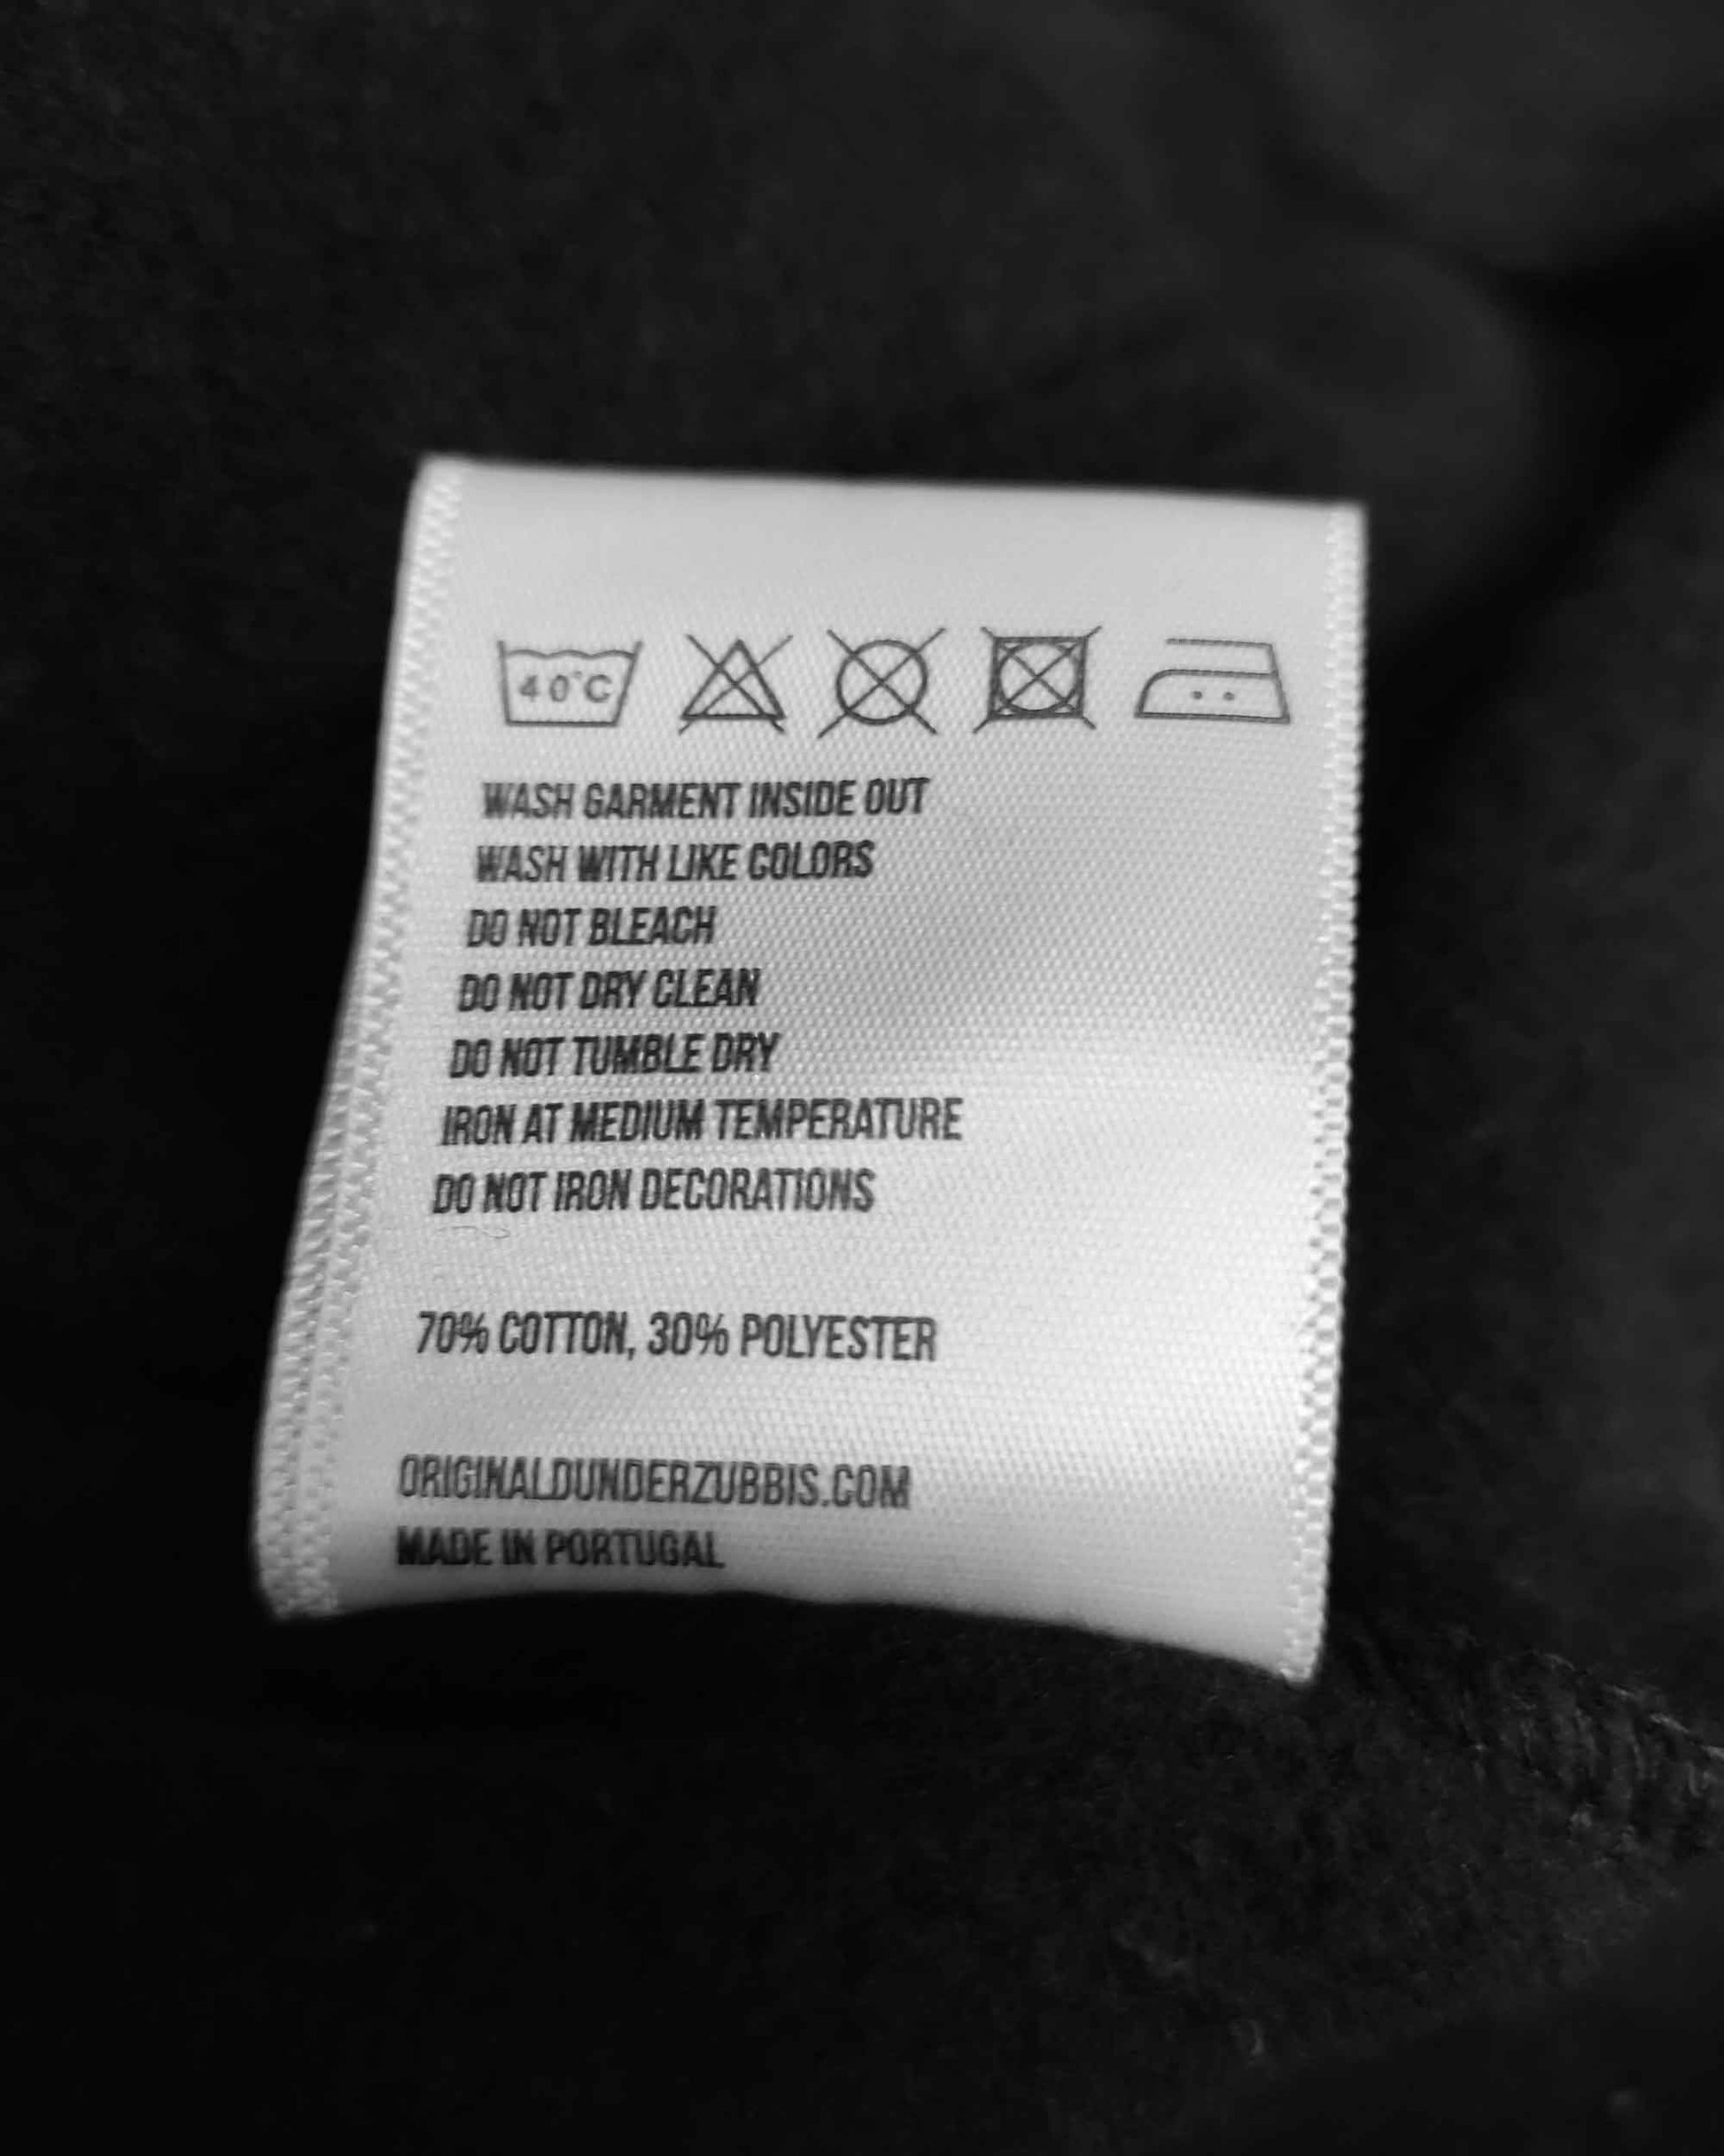 40°C
WASH GARMENT INSIDE OUT
WASH WITH LIKE COLORS
DO NOT BLEACH
DO NOT DRY CLEAN
DO NOT TUMBLE DRY
IRON AT MEDIUM TEMPERATURE
DO NOT IRON DECORATIONS
70% COTTON, 30% POLYESTER
ORIGINALDUNDERZUBBIS.COM
MADE IN PORTUGAL